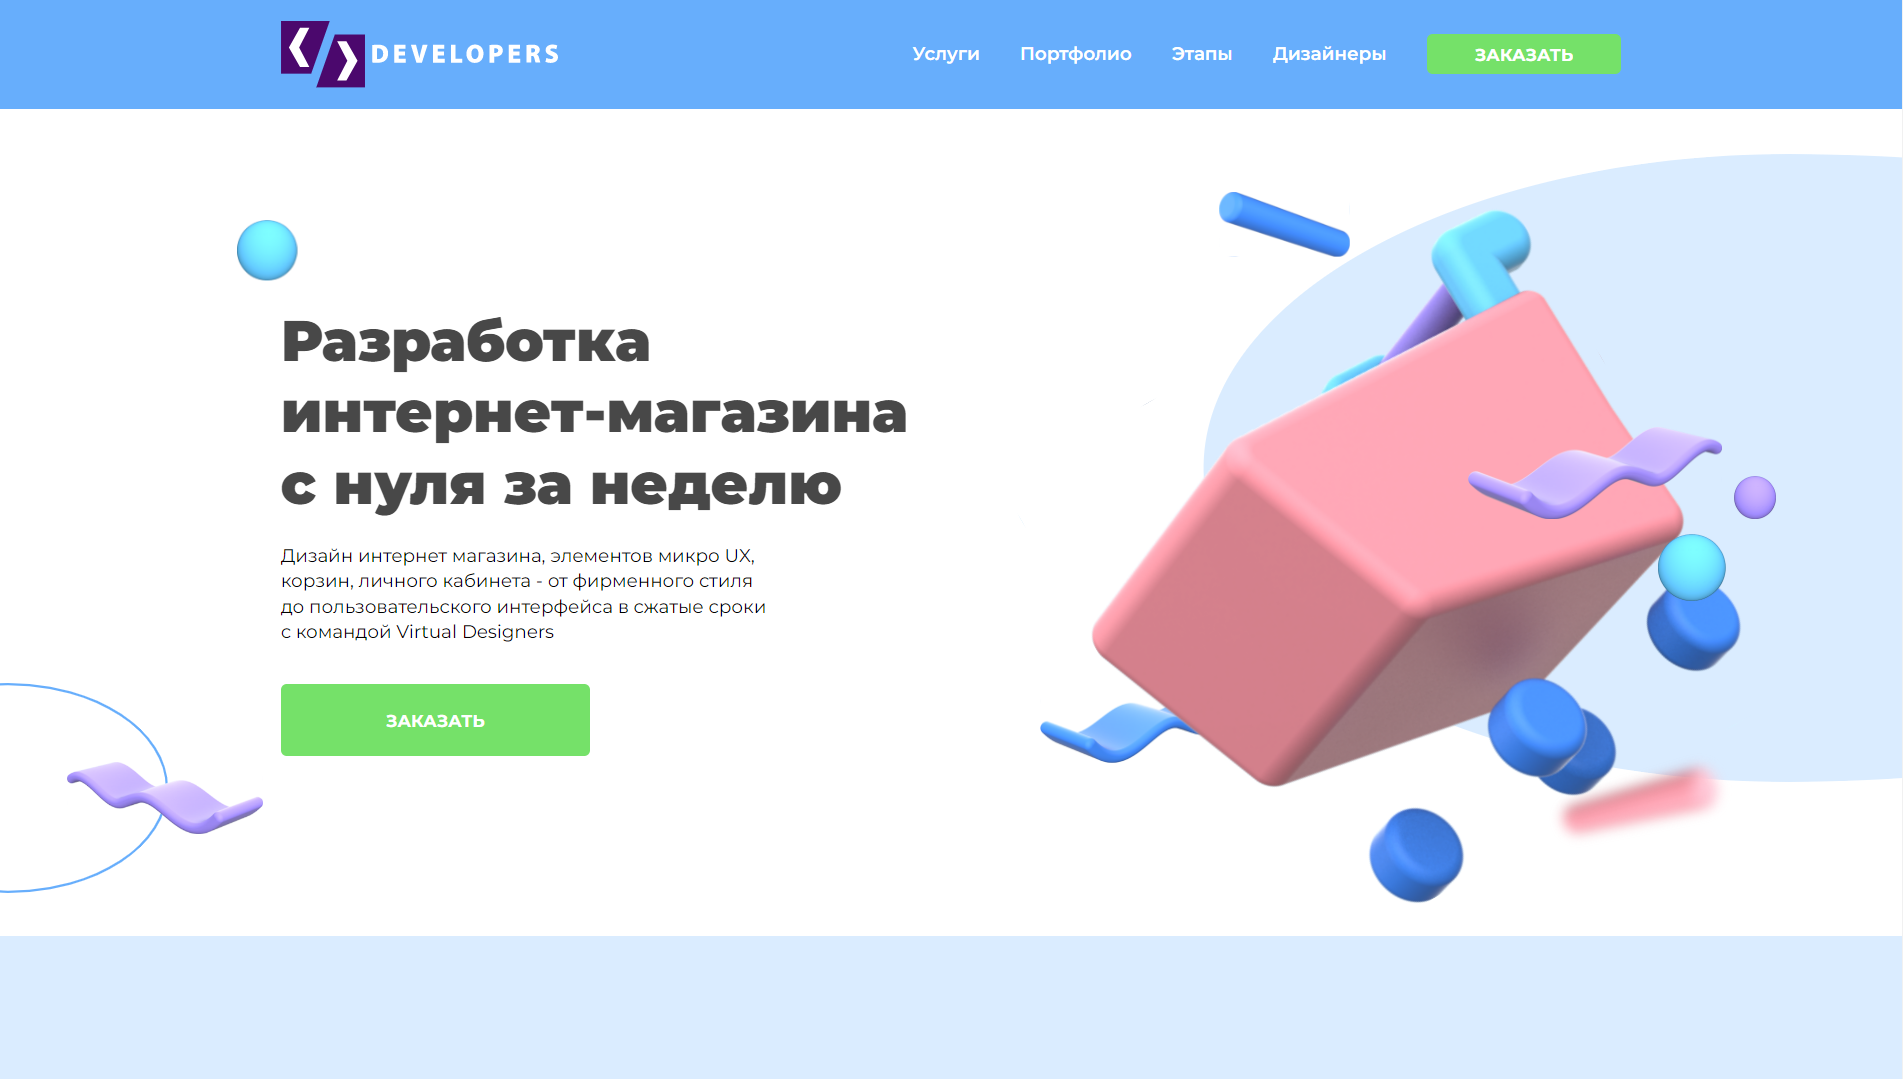 DEVELOPERS
Услуги Портфолио Этапы Дизайнеры ЗАКАЗАТЬ
Разработка
интернет-магазина
с нуля за неделю
Дизайн интернет магазина, элементов микро UX,
корзин, личного кабинета - от фирменного стиля
до пользовательского интерфейса в сжатые сроки
с командой Virtual Designers
ЗАКАЗАТЬ